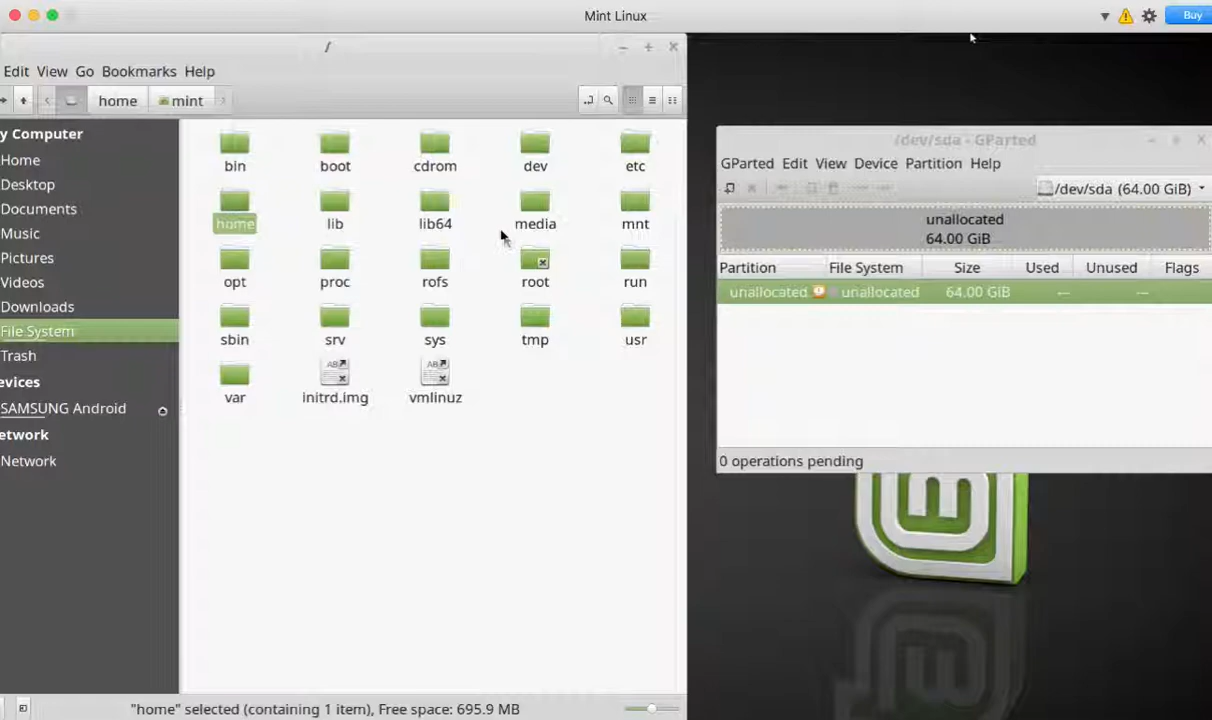 Mint Linux
Buy
/
Edit View Go Bookmarks Help
home mint
y Computer
Home
Desktop
Documents
Music
Pictures
Videos
Downloads
File System
Trash
evices
SAMSUNG Android
etwork
Network
bin boot cdrom dev etc
home lib lib64 media mnt
opt proc rofs root run
sbin srv sys tmp usr
var initrd.img vmlinuz
"home" selected (containing 1 item), Free space: 695.9 MB
/dev/sda - GParted
GParted Edit View Device Partition Help
/dev/sda (64.00 GiB)
unallocated
64.00 GiB
Partition File System Size Used Unused Flags
unallocated unallocated 64.00 GiB — —
0 operations pending